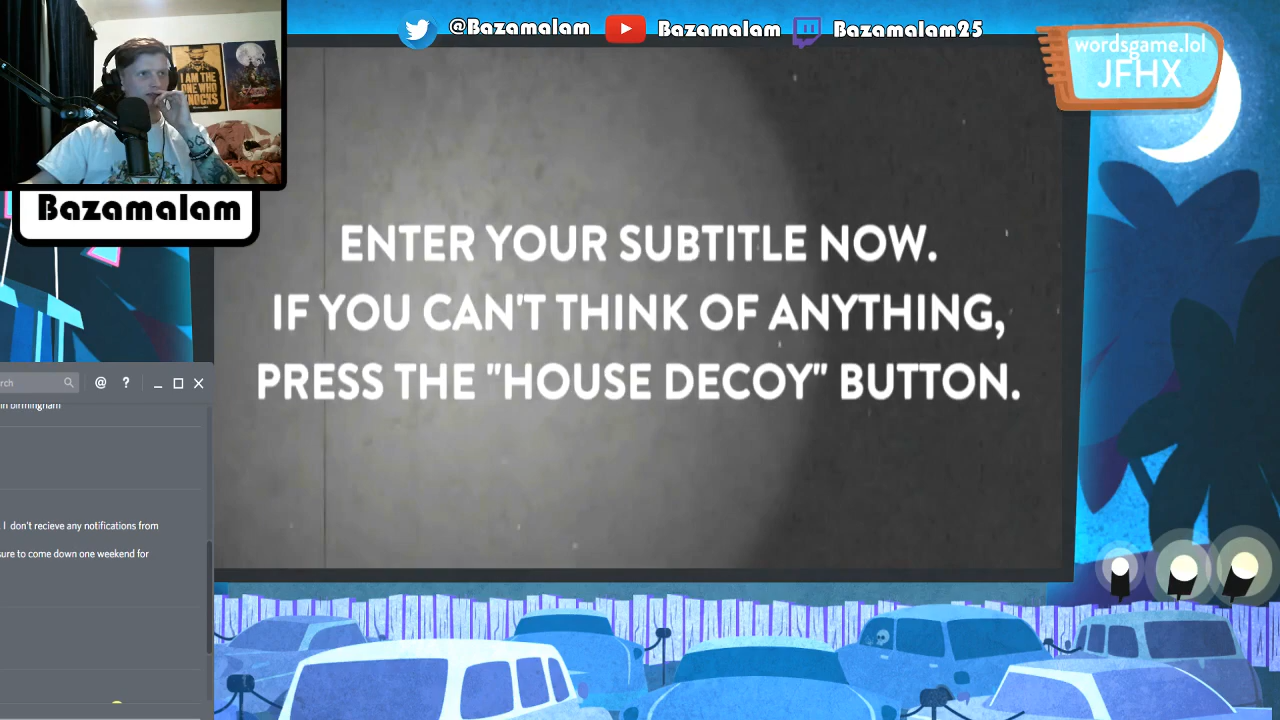 @Bazamalam Bazamalam Bazamalam25
wordsgame.lol
JFHX
I AM THE
ONE WHO
KNOCKS
Bazamalam
ENTER YOUR SUBTITLE NOW.
IF YOU CAN'T THINK OF ANYTHING,
PRESS THE "HOUSE DECOY" BUTTON.
rch @ ?
in birmingham
I don't recieve any notifications from
sure to come down one weekend for